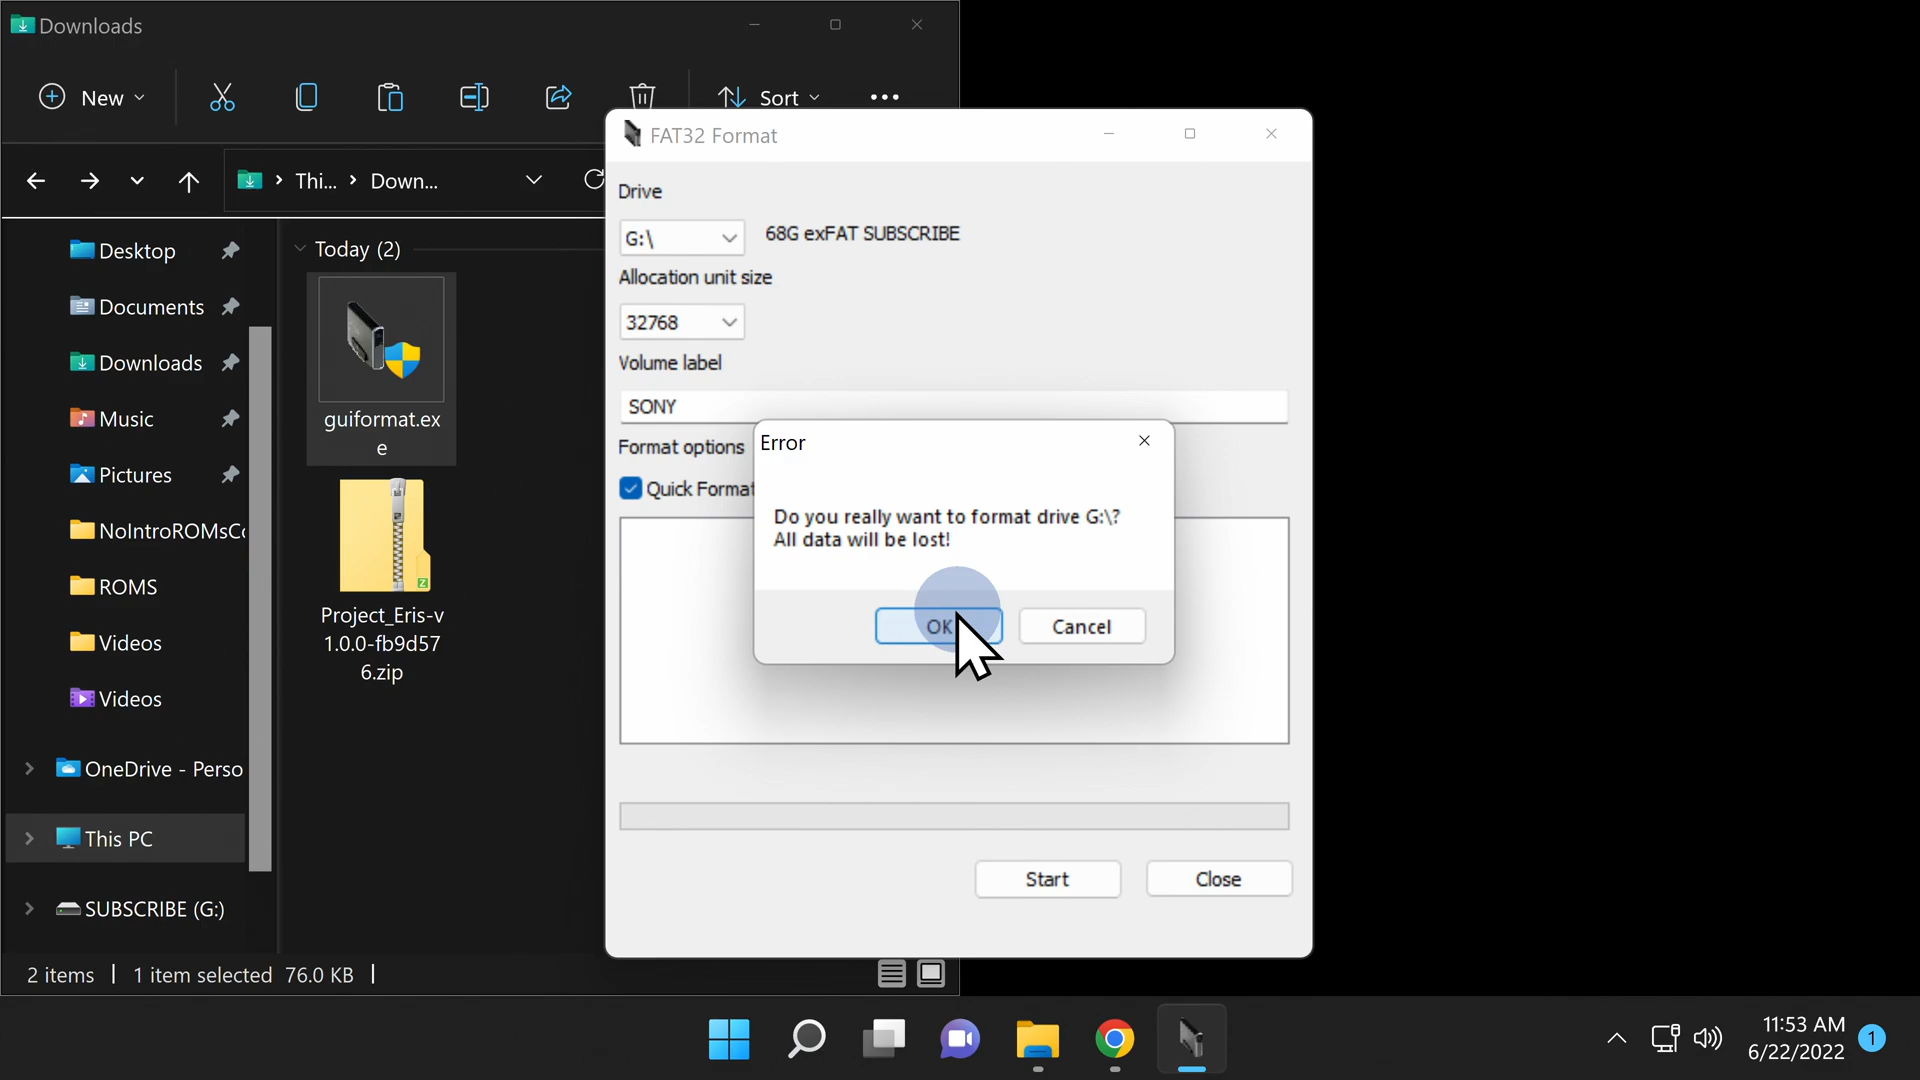 Downloads
New
Sort
Thi...
Down...
Desktop
Documents
Downloads
Music
Pictures
NoIntroROMsCo
ROMS
Videos
Videos
OneDrive - Perso
This PC
SUBSCRIBE (G:)
Today (2)
guiformat.ex
e
Project_Eris-v
1.0.0-fb9d57
6.zip
2 items
1 item selected 76.0 KB
FAT32 Format
Drive
G:\
68G exFAT SUBSCRIBE
Allocation unit size
32768
Volume label
SONY
Format options
Quick Format
Error
Do you really want to format drive G:\?
All data will be lost!
OK
Cancel
Start
Close
11:53 AM
6/22/2022
1